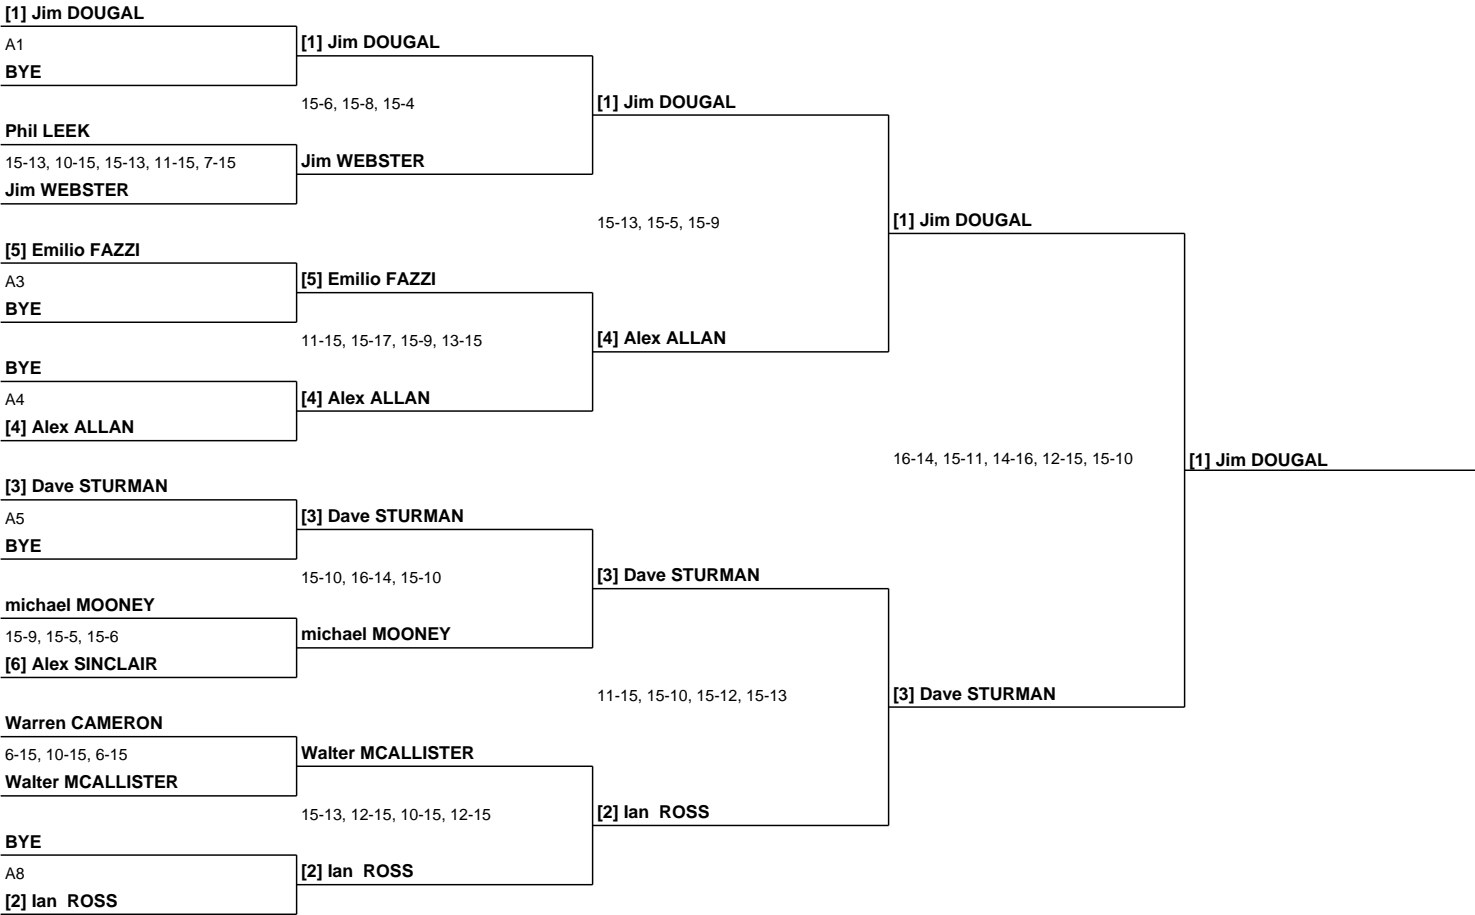 [1] Jim DOUGAL
A1
BYE
[1] Jim DOUGAL
15-6, 15-8, 15-4
[1] Jim DOUGAL
Phil LEEK
15-13, 10-15, 15-13, 11-15, 7-15
Jim WEBSTER
Jim WEBSTER
15-13, 15-5, 15-9
[1] Jim DOUGAL
[5] Emilio FAZZI
A3
BYE
[5] Emilio FAZZI
11-15, 15-17, 15-9, 13-15
[4] Alex ALLAN
BYE
A4
[4] Alex ALLAN
[4] Alex ALLAN
16-14, 15-11, 14-16, 12-15, 15-10
[1] Jim DOUGAL
[3] Dave STURMAN
A5
BYE
[3] Dave STURMAN
15-10, 16-14, 15-10
[3] Dave STURMAN
michael MOONEY
15-9, 15-5, 15-6
[6] Alex SINCLAIR
michael MOONEY
11-15, 15-10, 15-12, 15-13
[3] Dave STURMAN
Warren CAMERON
6-15, 10-15, 6-15
Walter MCALLISTER
Walter MCALLISTER
15-13, 12-15, 10-15, 12-15
[2] Ian  ROSS
BYE
A8
[2] Ian  ROSS
[2] Ian  ROSS